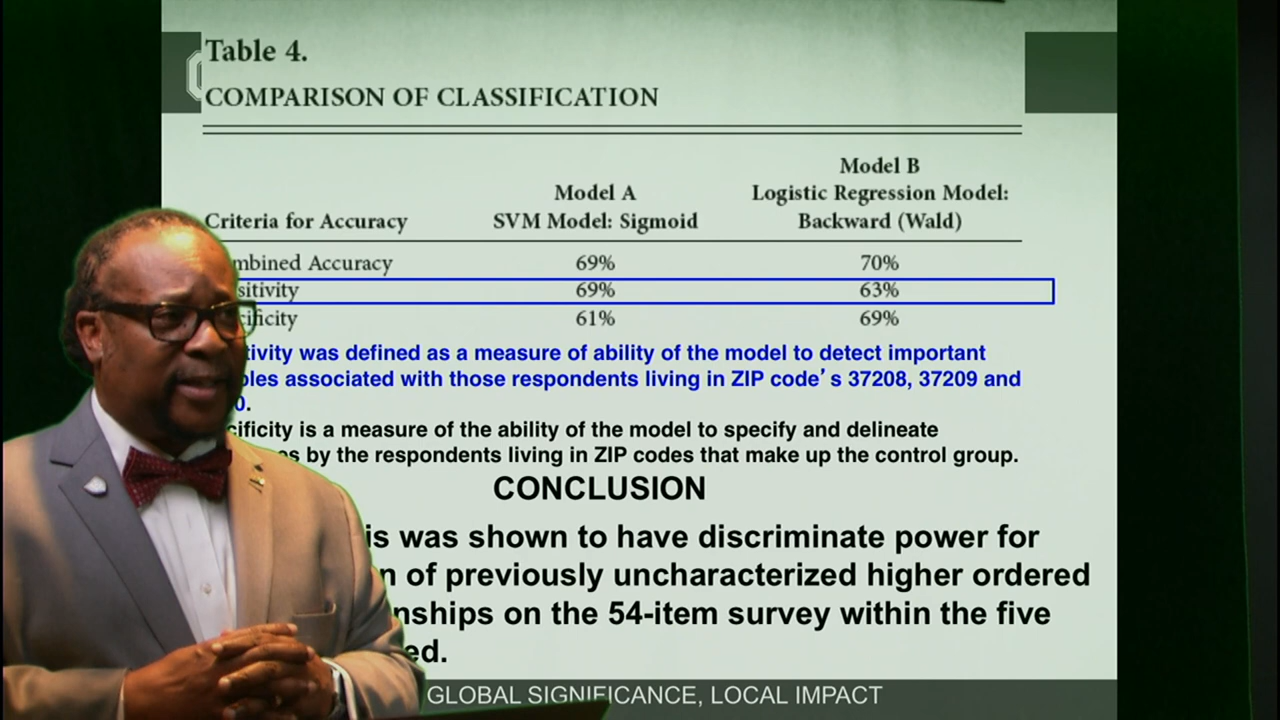 Table 4.
COMPARISON OF CLASSIFICATION
Model B
Model A Logistic Regression Model:
Criteria for Accuracy SVM Model: Sigmoid Backward (Wald)
mbined Accuracy 69% 70%
sitivity 69% 63%
cificity 61% 69%
tivity was defined as a measure of ability of the model to detect important
bles associated with those respondents living in ZIP code's 37208, 37209 and
0.
cificity is a measure of the ability of the model to specify and delineate
es by the respondents living in ZIP codes that make up the control group.
CONCLUSION
is was shown to have discriminate power for
n of previously uncharacterized higher ordered
nships on the 54-item survey within the five
ed.
GLOBAL SIGNIFICANCE, LOCAL IMPACT